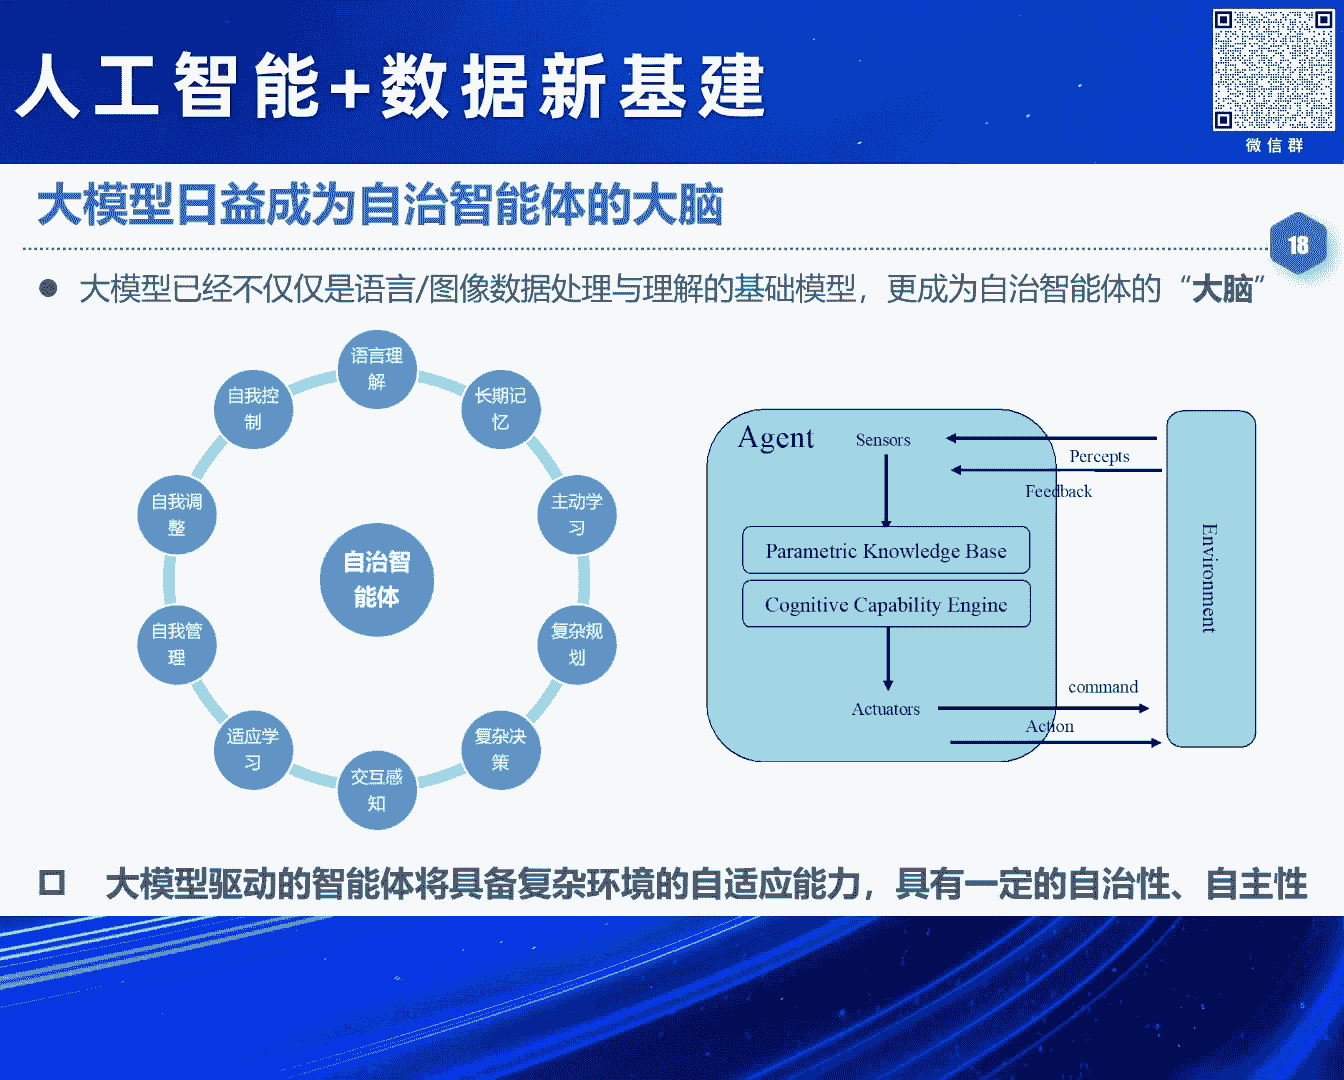 人工智能+数据新基建
微信群
大模型日益成为自治智能体的大脑
18
● 大模型已经不仅仅是语言/图像数据处理与理解的基础模型，更成为自治智能体的“大脑”
语言理
解
长期记
忆
主动学
习
复杂规
划
复杂决
策
交互感
知
适应学
习
自我管
理
自我调
整
自我控
制
自治智
能体
Agent
Sensors
Percepts
Feedback
Parametric Knowledge Base
Cognitive Capability Engine
Actuators
command
Action
Environment
大模型驱动的智能体将具备复杂环境的自适应能力，具有一定的自治性、自主性